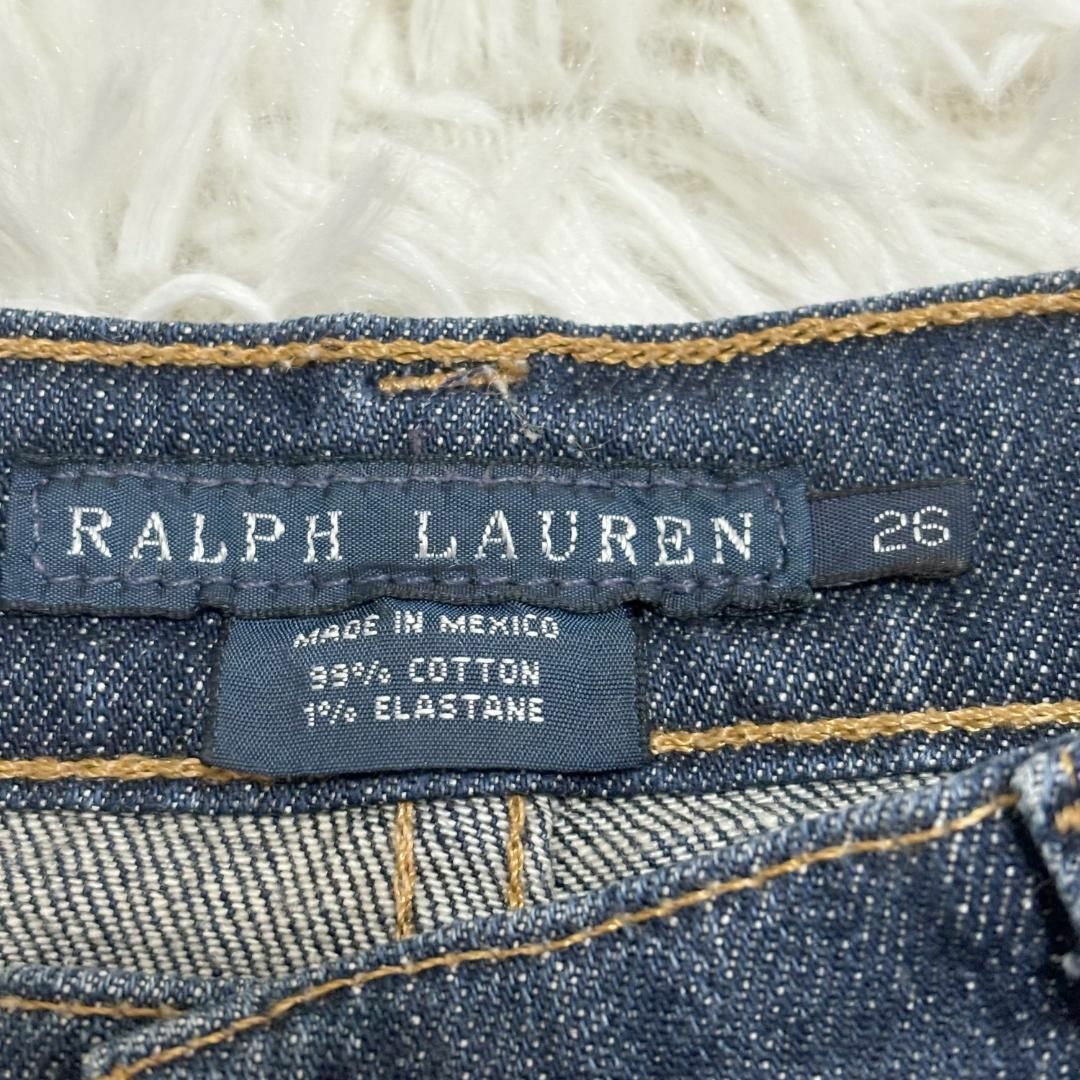 RALPH LAUREN
26
MADE IN MEXICO
99% COTTON
1% ELASTANE